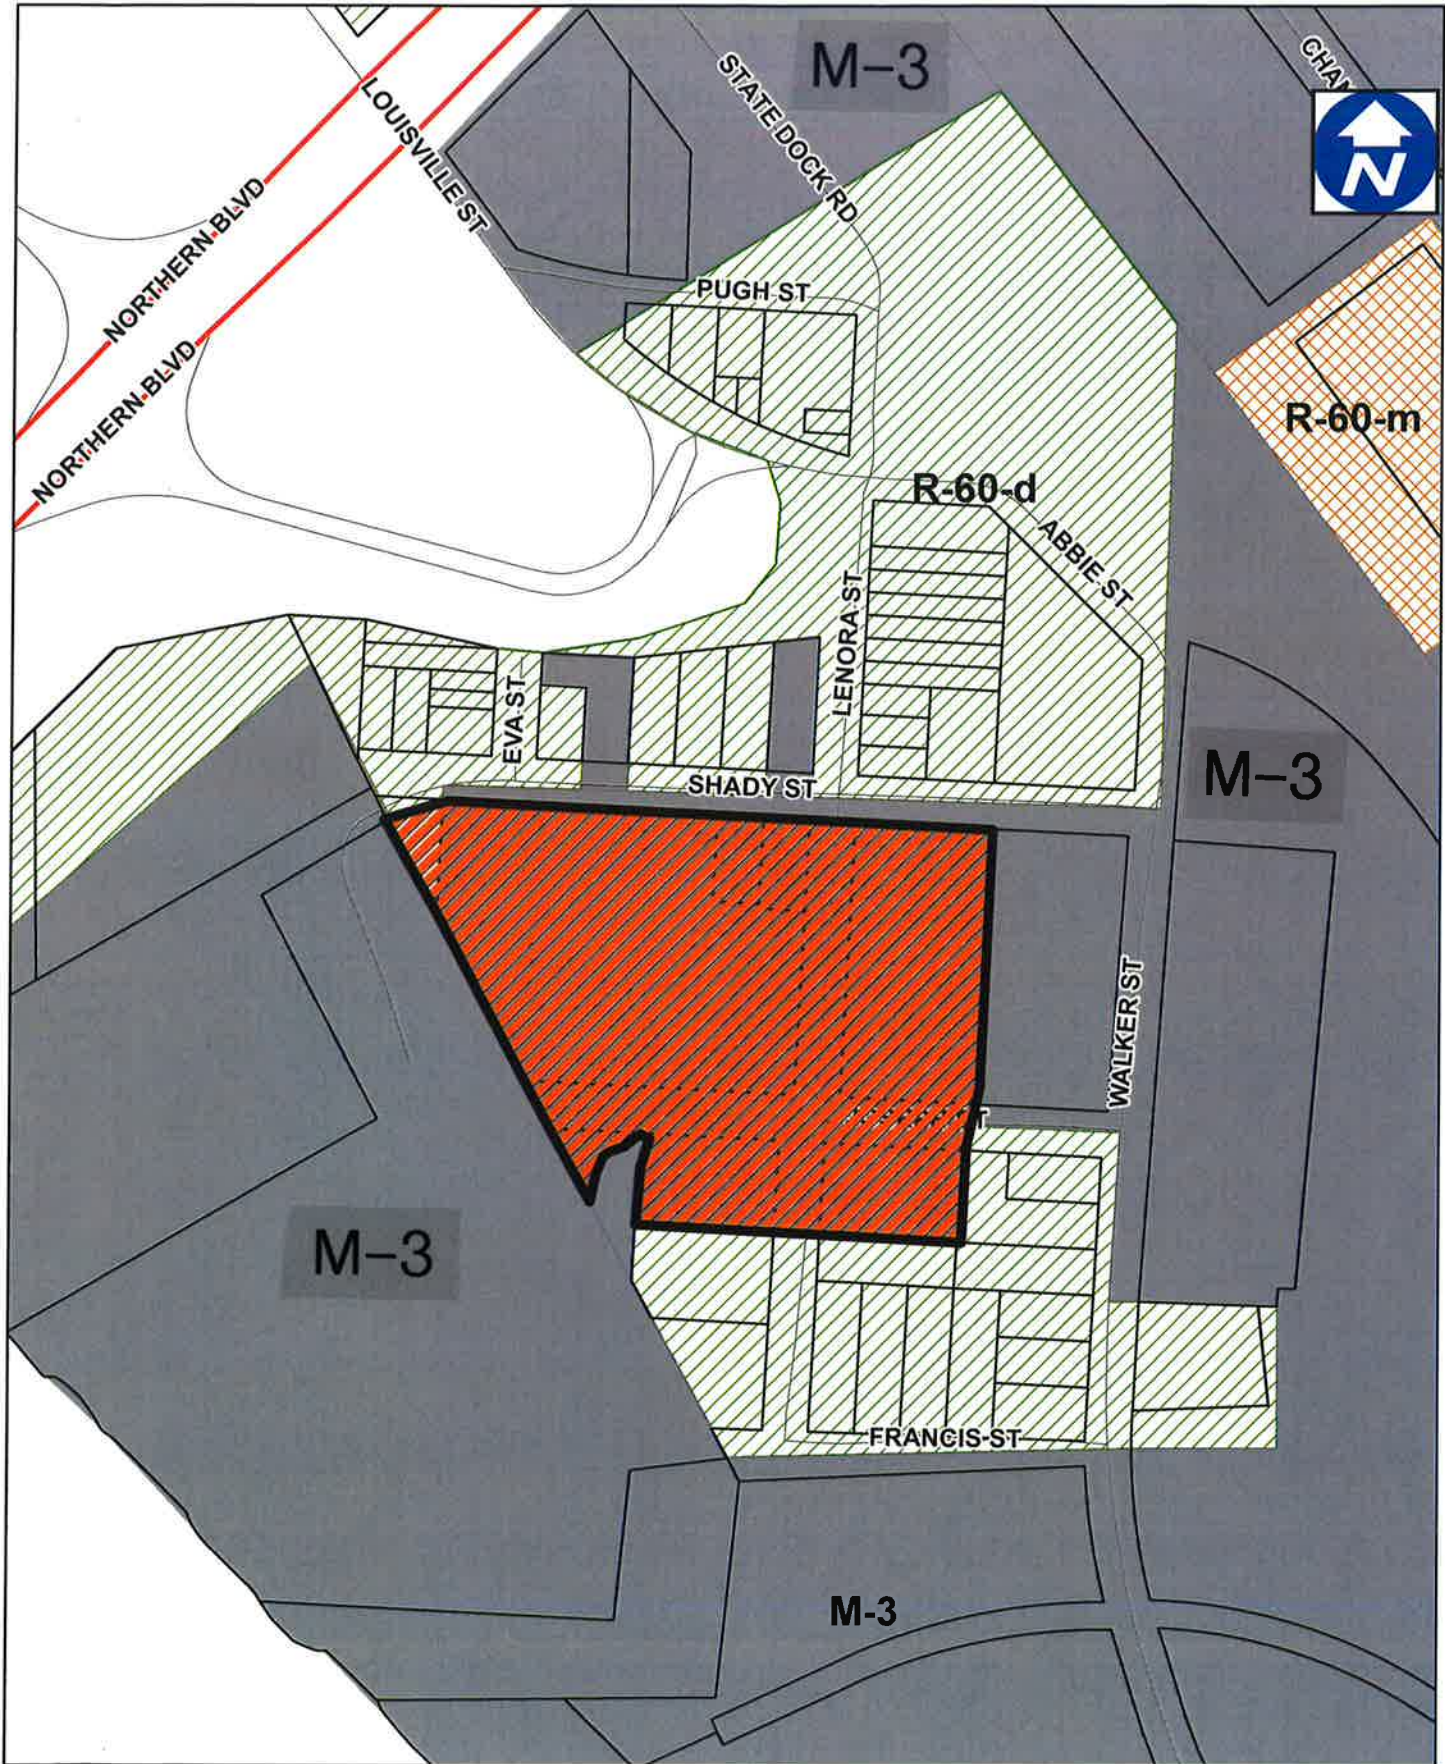 M-3
CHAN
STATE DOCK RD
LOUISVILLE ST
N
NORTHERN BLVD
PUGH ST
NORTHERN BLVD
R-60-m
R-60-d
ABBIE ST
LENORA ST
EVA ST
SHADY ST
M-3
WALKER ST
T
M-3
FRANCIS ST
M-3